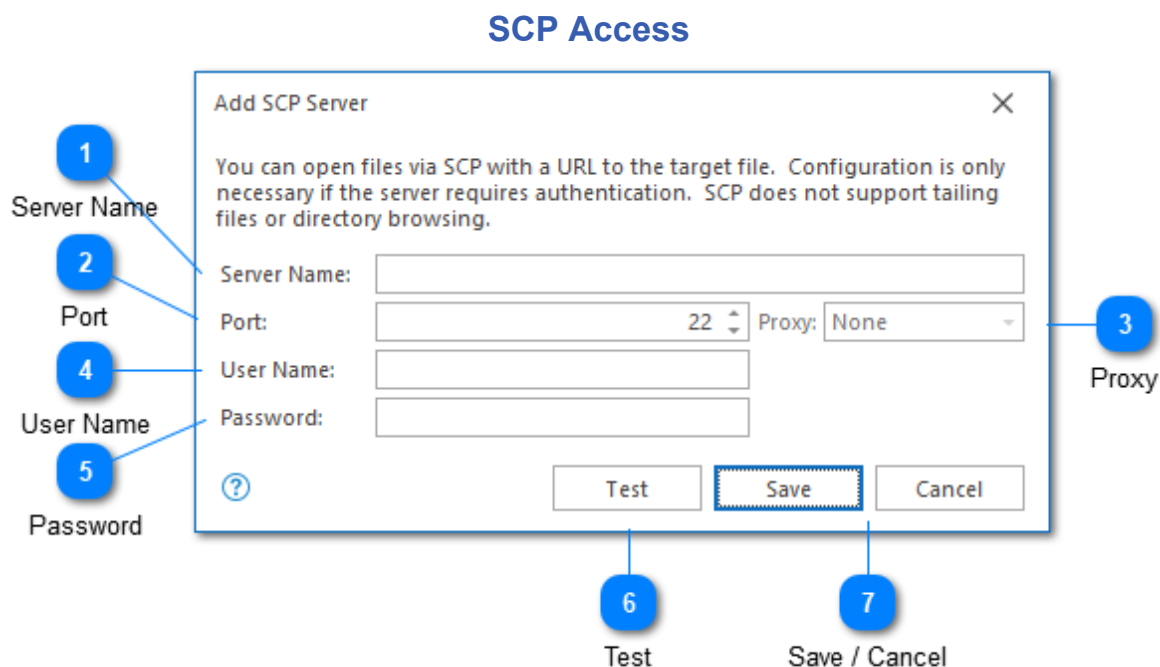 SCP Access
Add SCP Server
You can open files via SCP with a URL to the target file.  Configuration is only
necessary if the server requires authentication.  SCP does not support tailing
files or directory browsing.
1
Server Name
Server Name:
2
Port
Port:
22
Proxy:
None
3
Proxy
4
User Name
User Name:
5
Password
Password:
?
Test
Save
Cancel
6
Test
7
Save / Cancel